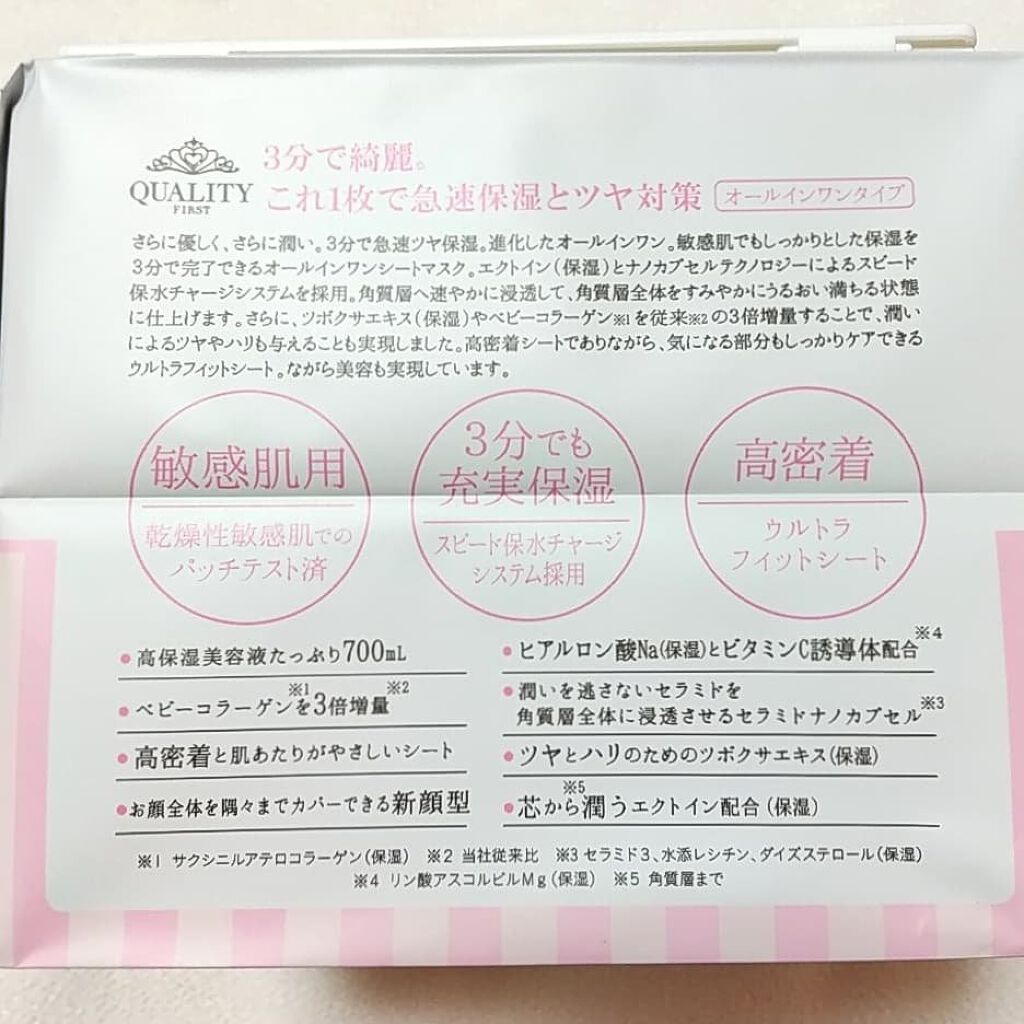 QUALITY
FIRST
3分で綺麗。
これ1枚で急速保湿とツヤ対策 オールインワンタイプ
さらに優しく、さらに潤い。3分で急速ツヤ保湿。進化したオールインワン。敏感肌でもしっかりとした保湿を
3分で完了できるオールインワンシートマスク。エクトイン(保湿)とナノカプセルテクノロジーによるスピード
保水チャージシステムを採用。角質層へ速やかに浸透して、角質層全体をすみやかにうるおい満ちる状態
に仕上げます。さらに、ツボクサエキス(保湿)やベビーコラーゲン※1を従来※2の3倍増量することで、潤い
によるツヤやハリも与えることも実現しました。高密着シートでありながら、気になる部分もしっかりケアできる
ウルトラフィットシート。ながら美容も実現しています。
敏感肌用
乾燥性敏感肌での
パッチテスト済
3分でも
充実保湿
スピード保水チャージ
システム採用
高密着
ウルトラ
フィットシート
●高保湿美容液たっぷり700mL
●ベビーコラーゲン※1を3倍増量※2
●高密着と肌あたりがやさしいシート
●お顔全体を隅々までカバーできる新顔型
●ヒアルロン酸Na(保湿)とビタミンC誘導体配合※4
●潤いを逃さないセラミドを
角質層全体に浸透させるセラミドナノカプセル※3
●ツヤとハリのためのツボクサエキス(保湿)
●芯から※5潤うエクトイン配合(保湿)
※1 サクシニルアテロコラーゲン(保湿) ※2 当社従来比 ※3 セラミド3、水添レシチン、ダイズステロール(保湿)
※4 リン酸アスコルビルMg(保湿) ※5 角質層まで